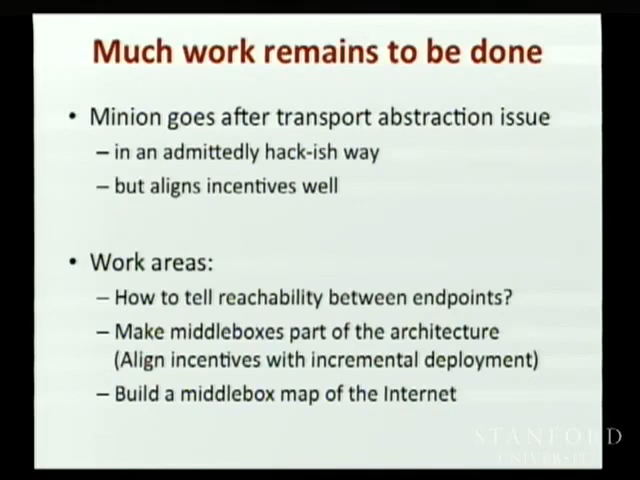 Much work remains to be done
• Minion goes after transport abstraction issue
– in an admittedly hack-ish way
– but aligns incentives well
• Work areas:
– How to tell reachability between endpoints?
– Make middleboxes part of the architecture
(Align incentives with incremental deployment)
– Build a middlebox map of the Internet
STANFORD
UNIVERSITY